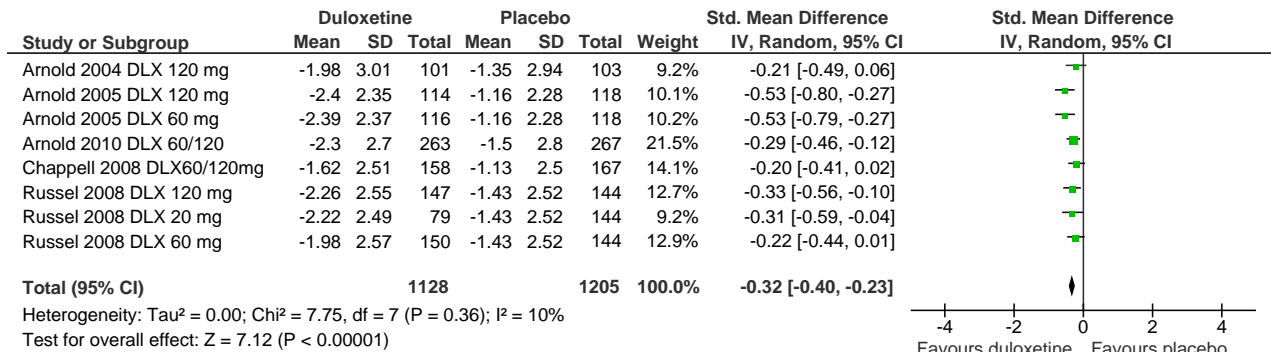 Duloxetine Placebo Std. Mean Difference Std. Mean Difference
Study or Subgroup Mean SD Total Mean SD Total Weight IV, Random, 95% CI IV, Random, 95% CI
Arnold 2004 DLX 120 mg -1.98 3.01 101 -1.35 2.94 103 9.2% -0.21 [-0.49, 0.06]
Arnold 2005 DLX 120 mg -2.4 2.35 114 -1.16 2.28 118 10.1% -0.53 [-0.80, -0.27]
Arnold 2005 DLX 60 mg -2.39 2.37 116 -1.16 2.28 118 10.2% -0.53 [-0.79, -0.27]
Arnold 2010 DLX 60/120 -2.3 2.7 263 -1.5 2.8 267 21.5% -0.29 [-0.46, -0.12]
Chappell 2008 DLX60/120mg -1.62 2.51 158 -1.13 2.5 167 14.1% -0.20 [-0.41, 0.02]
Russel 2008 DLX 120 mg -2.26 2.55 147 -1.43 2.52 144 12.7% -0.33 [-0.56, -0.10]
Russel 2008 DLX 20 mg -2.22 2.49 79 -1.43 2.52 144 9.2% -0.31 [-0.59, -0.04]
Russel 2008 DLX 60 mg -1.98 2.57 150 -1.43 2.52 144 12.9% -0.22 [-0.44, 0.01]
Total (95% CI) 1128 1205 100.0% -0.32 [-0.40, -0.23]
Heterogeneity: Tau² = 0.00; Chi² = 7.75, df = 7 (P = 0.36); I² = 10%
Test for overall effect: Z = 7.12 (P < 0.00001)
-4 -2 0 2 4
Favours duloxetine Favours placebo